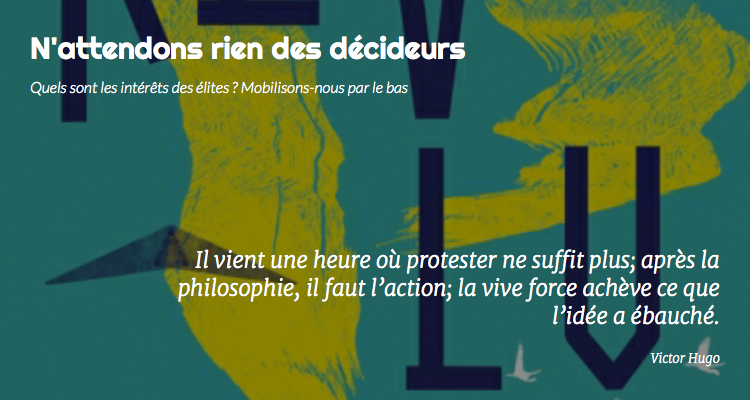 N'attendons rien des décideurs
Quels sont les intérêts des élites ? Mobilisons-nous par le bas
V
L V
Il vient une heure où protester ne suffit plus; après la
philosophie, il faut l’action; la vive force achève ce que
l’idée a ébauché.
Victor Hugo